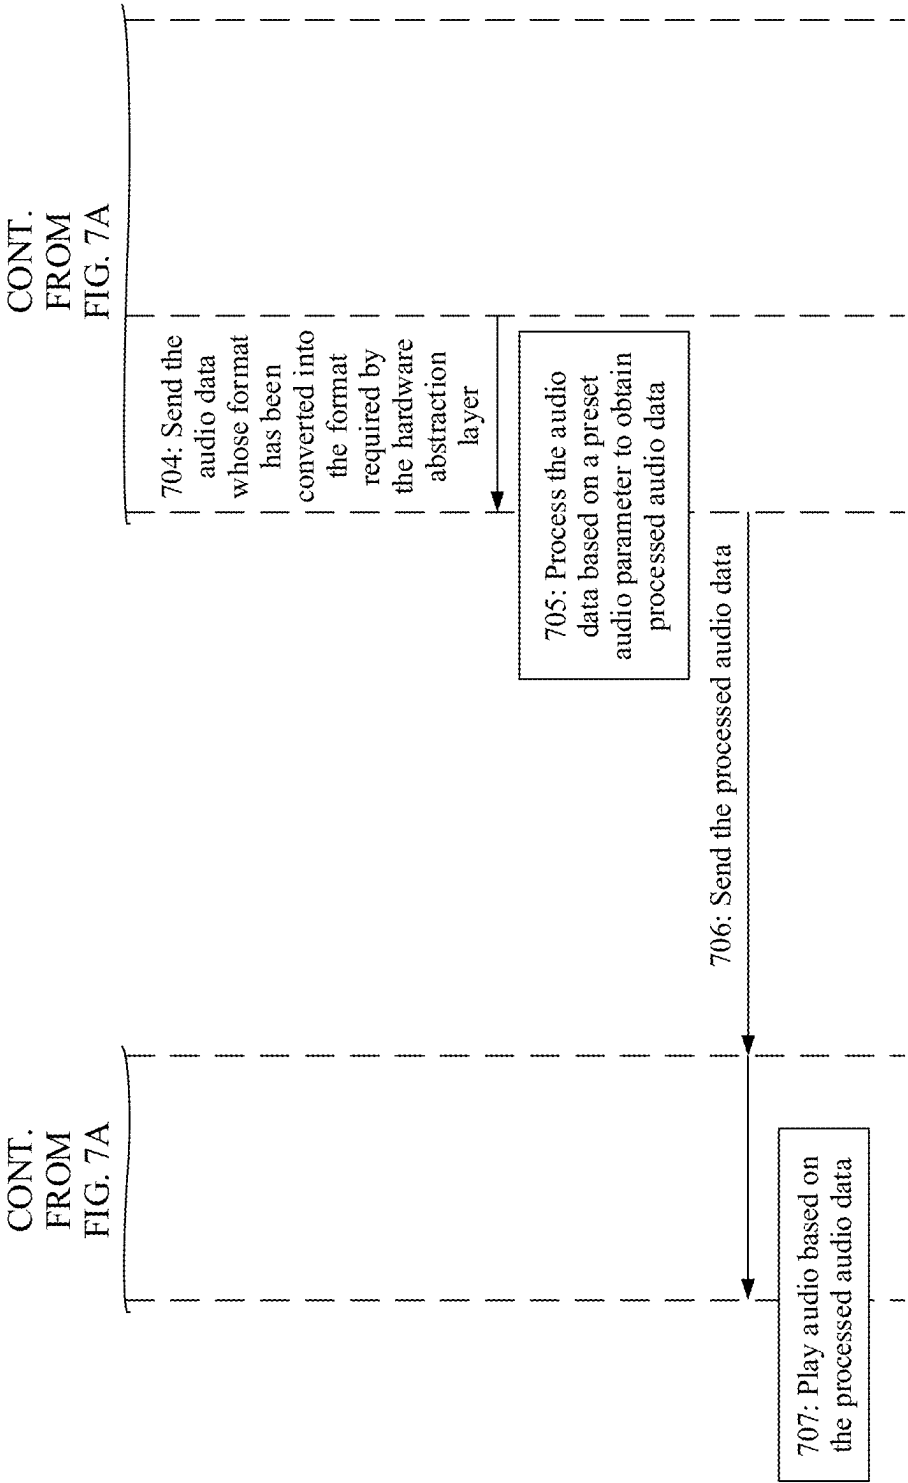 CONT.
FROM
FIG. 7A
CONT.
FROM
FIG. 7A
704: Send the
audio data
whose format
has been
converted into
the format
required by
the hardware
abstraction
layer
705: Process the audio
data based on a preset
audio parameter to obtain
processed audio data
706: Send the processed audio data
707: Play audio based on
the processed audio data